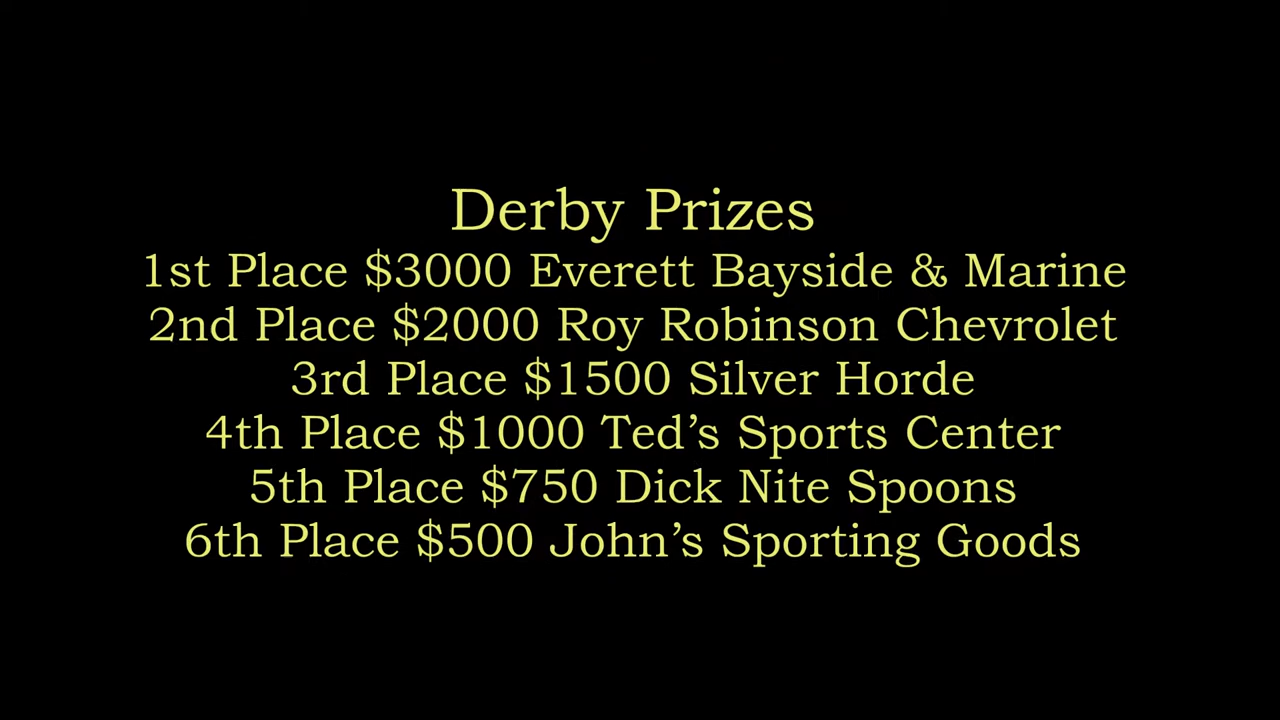 Derby Prizes
1st Place $3000 Everett Bayside & Marine
2nd Place $2000 Roy Robinson Chevrolet
3rd Place $1500 Silver Horde
4th Place $1000 Ted’s Sports Center
5th Place $750 Dick Nite Spoons
6th Place $500 John’s Sporting Goods